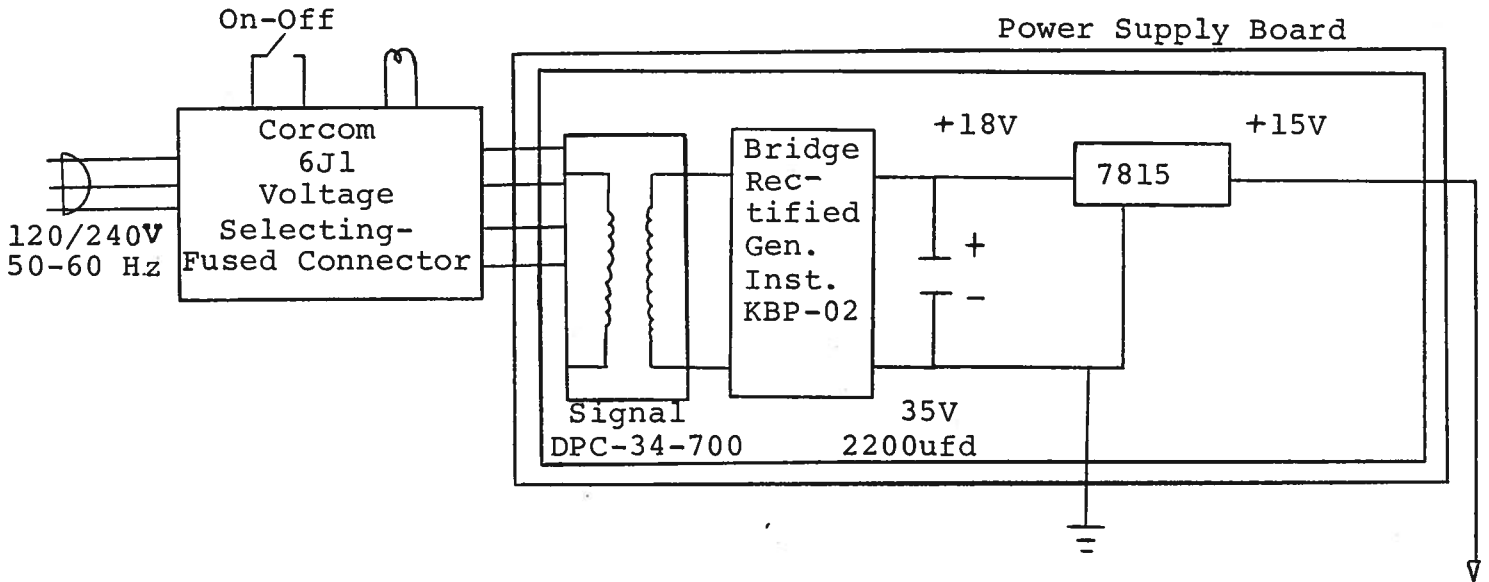 On-Off
Power Supply Board
Corcom
6J1
Voltage
Selecting-
Fused Connector
120/240V
50-60 Hz
Bridge
Rec-
tified
Gen.
Inst.
KBP-02
+18V
7815
+15V
+
-
Signal
DPC-34-700
35V
2200ufd